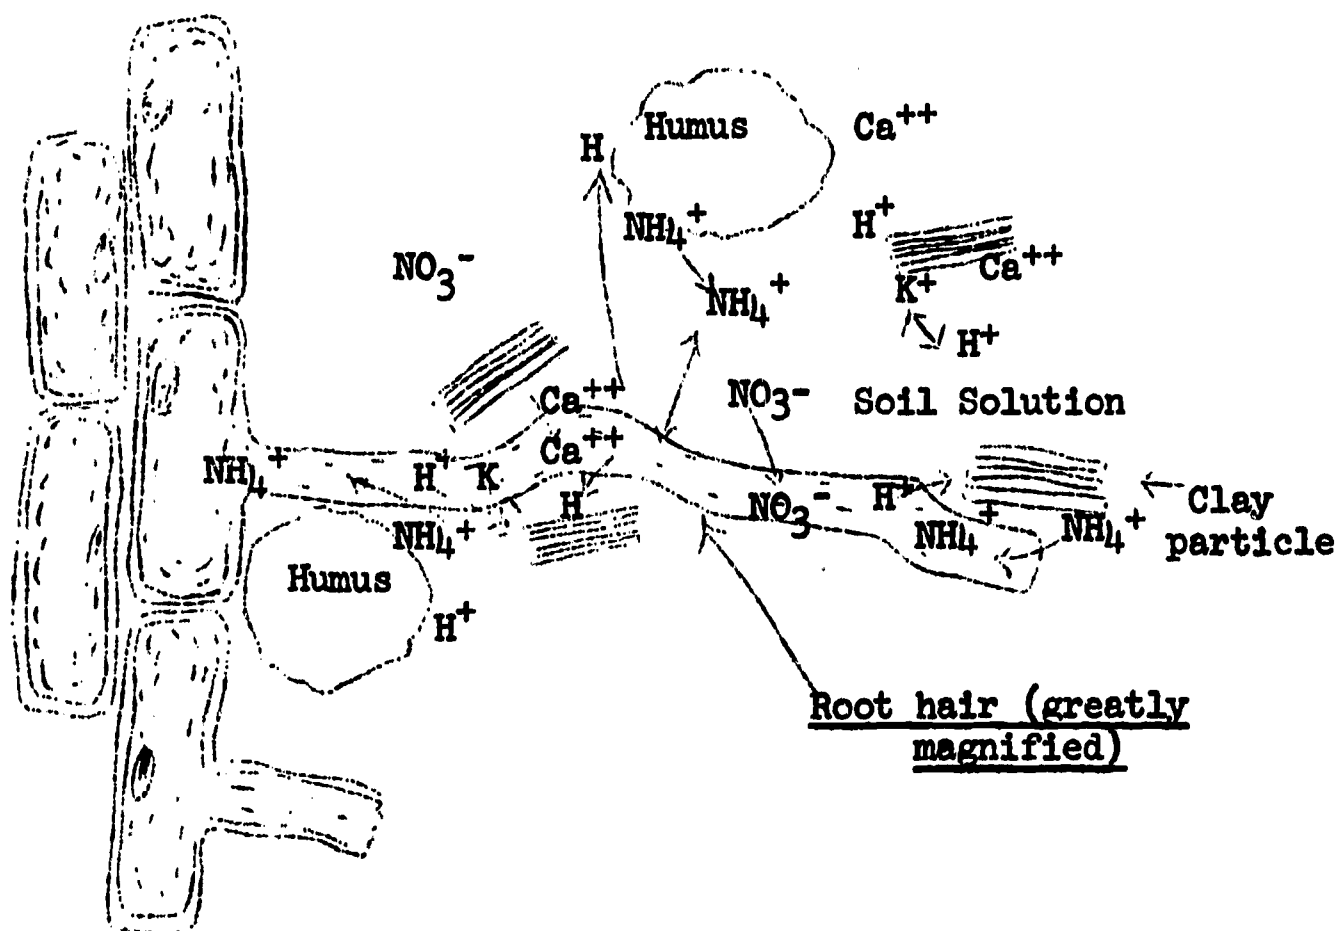 Humus
Ca++
H
NH4+
H+
Ca++
NO3-
K+
NH4+
H+
Ca++
NO3-
Soil Solution
Ca++
NH4+
H+
K
H
NO3-
H+
NH4+
NH4+
Clay
particle
NH4+
Humus
H+
Root hair (greatly
magnified)